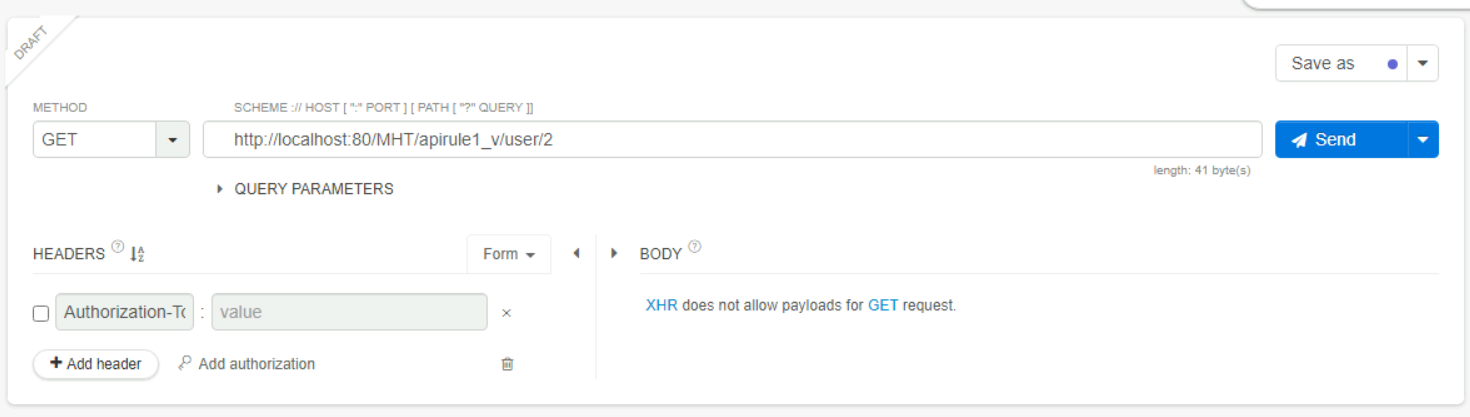 DRAFT
Save as
METHOD
SCHEME :// HOST [ ":" PORT ] [ PATH [ "?" QUERY ]]
GET
http://localhost:80/MHT/apirule1_v/user/2
Send
length: 41 byte(s)
QUERY PARAMETERS
HEADERS ? A Z
Form
BODY ?
Authorization-To : value ×
XHR does not allow payloads for GET request.
+ Add header
Add authorization